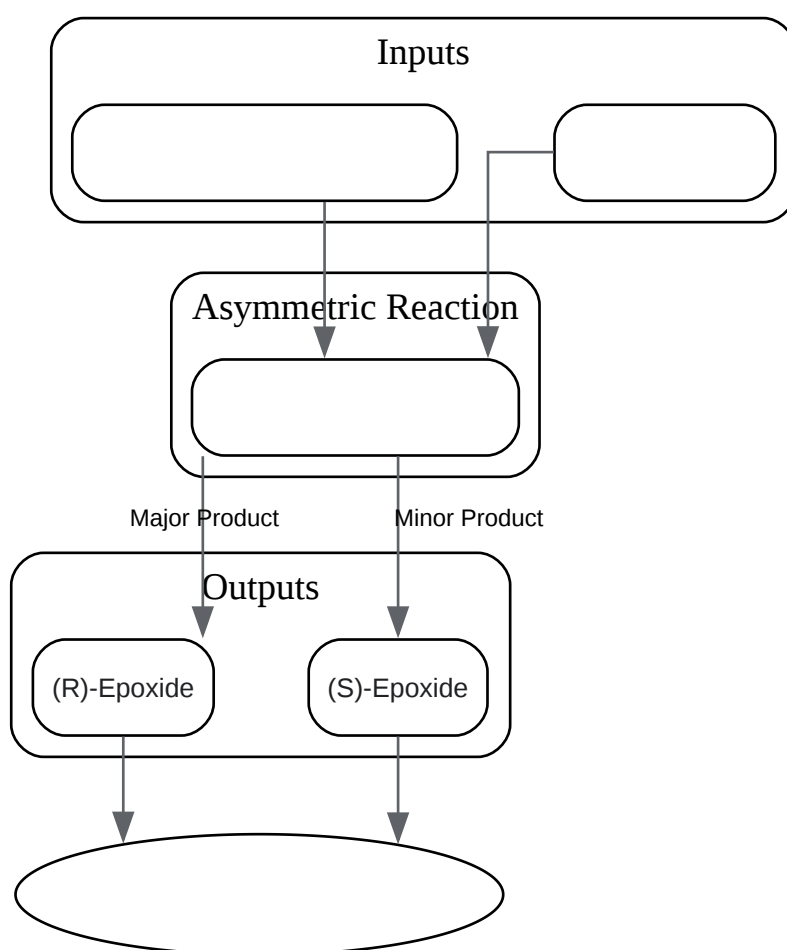 Inputs
Asymmetric Reaction
Major Product
Minor Product
Outputs
(R)-Epoxide
(S)-Epoxide